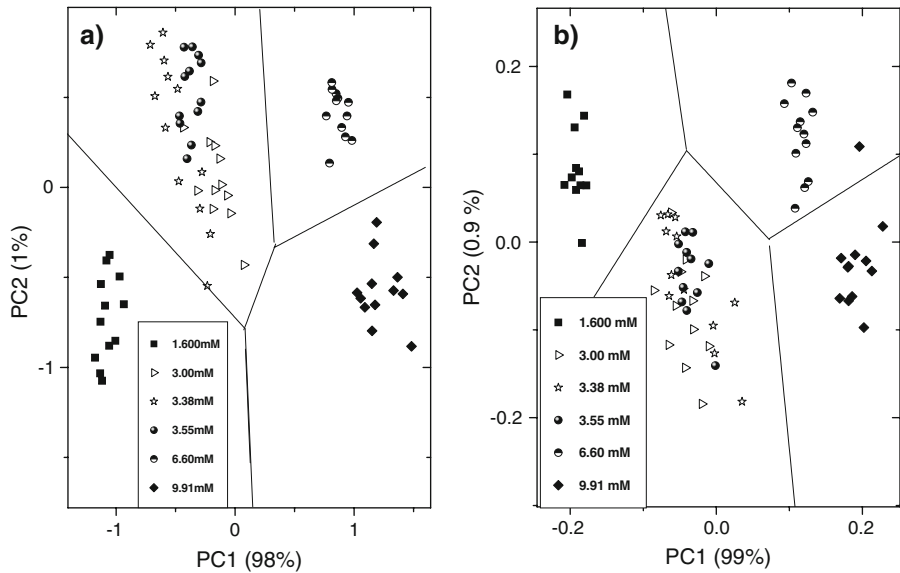 a)
0
-1
PC2 (1%)
-1
0
1
PC1 (98%)
1.600mM
3.00mM
3.38mM
3.55mM
6.60mM
9.91mM
b)
0.2
0.0
-0.2
PC2 (0.9 %)
-0.2
0.0
0.2
PC1 (99%)
1.600 mM
3.00 mM
3.38 mM
3.55 mM
6.60 mM
9.91 mM